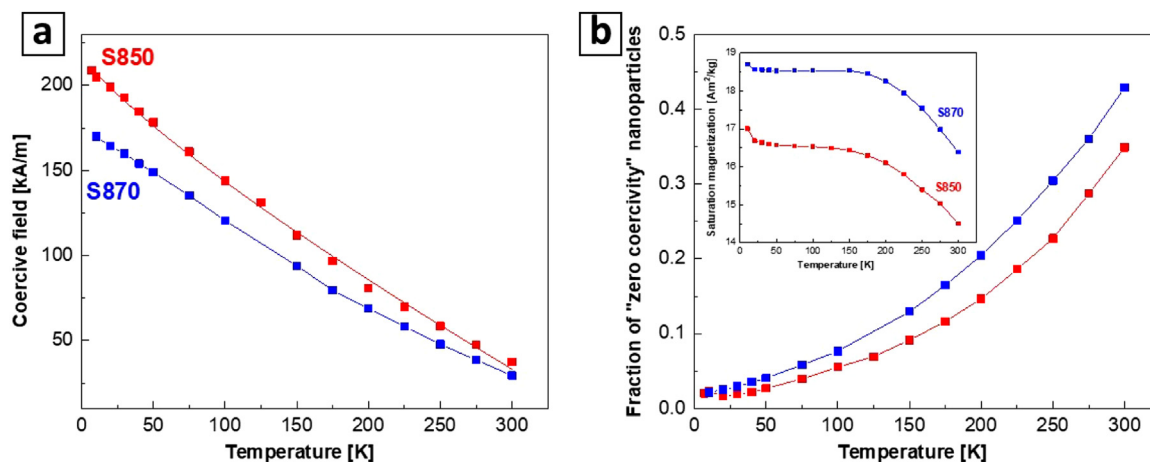 a
S850
S870
200
150
100
50
Coercive field [kA/m]
0 50 100 150 200 250 300
Temperature [K]
b
0.5
0.4
0.3
0.2
0.1
0.0
Fraction of "zero coercivity" nanoparticles
0 50 100 150 200 250 300
Temperature [K]
19
18
17
16
15
14
Saturation magnetization [Am²/kg]
S870
S850
0 50 100 150 200 250 300
Temperature [K]